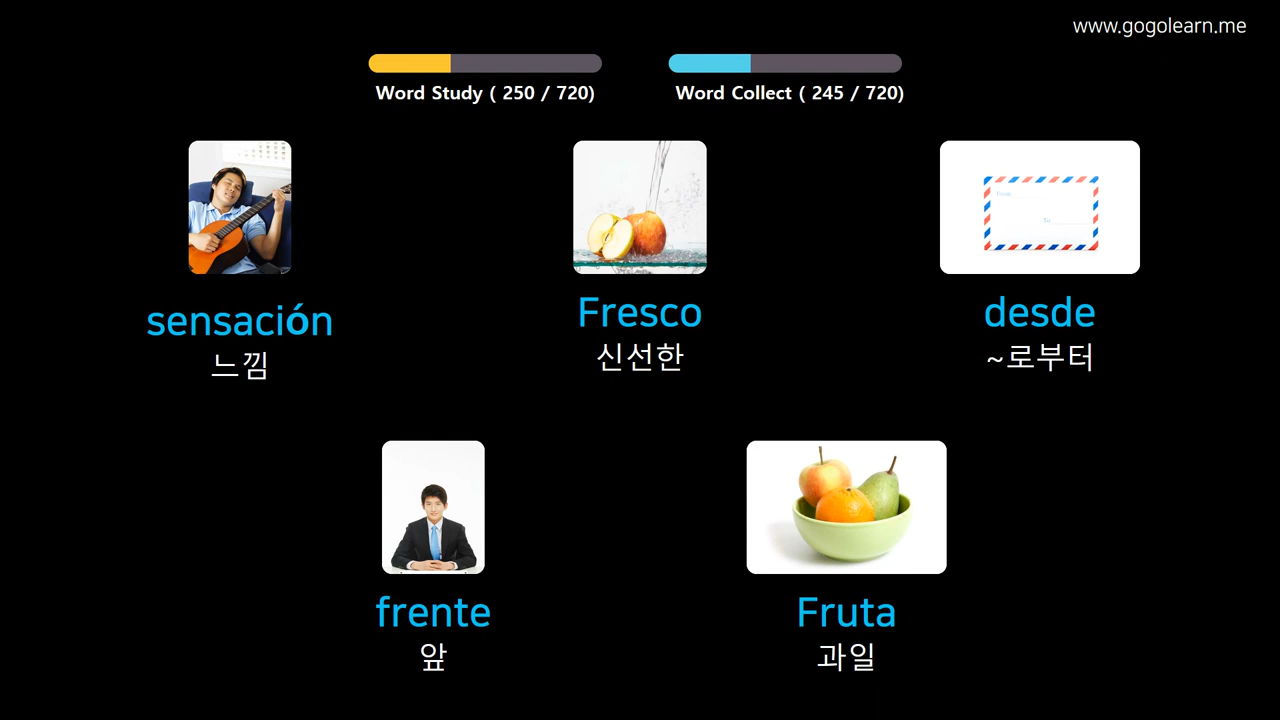 www.gogolearn.me
Word Study ( 250 / 720)
Word Collect ( 245 / 720)
sensación
느낌
Fresco
신선한
desde
~로부터
frente
앞
Fruta
과일